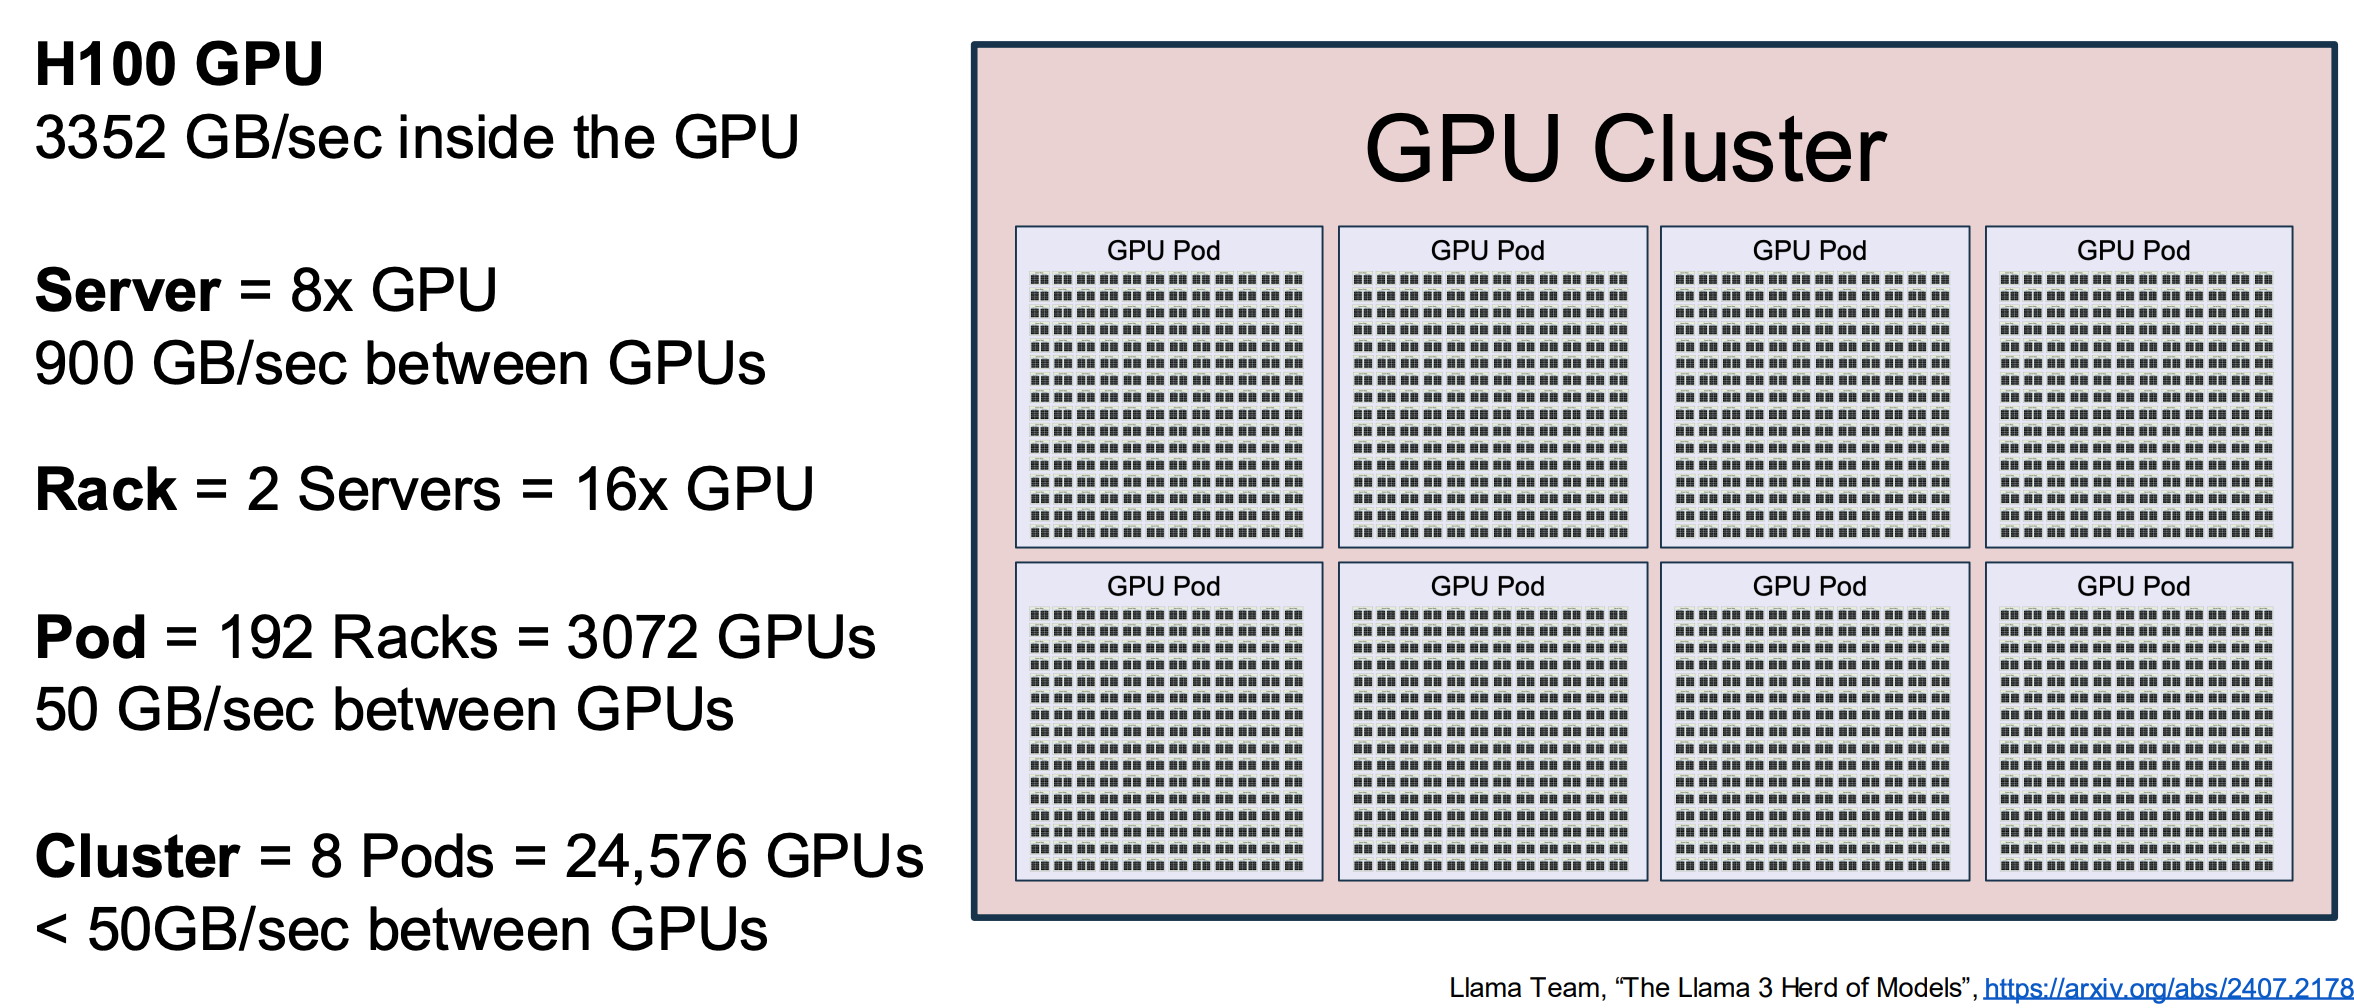 H100 GPU
3352 GB/sec inside the GPU
Server = 8x GPU
900 GB/sec between GPUs
Rack = 2 Servers = 16x GPU
Pod = 192 Racks = 3072 GPUs
50 GB/sec between GPUs
Cluster = 8 Pods = 24,576 GPUs
< 50GB/sec between GPUs
GPU Cluster
GPU Pod
GPU Pod
GPU Pod
GPU Pod
GPU Pod
GPU Pod
GPU Pod
GPU Pod
Llama Team, “The Llama 3 Herd of Models”, https://arxiv.org/abs/2407.2178